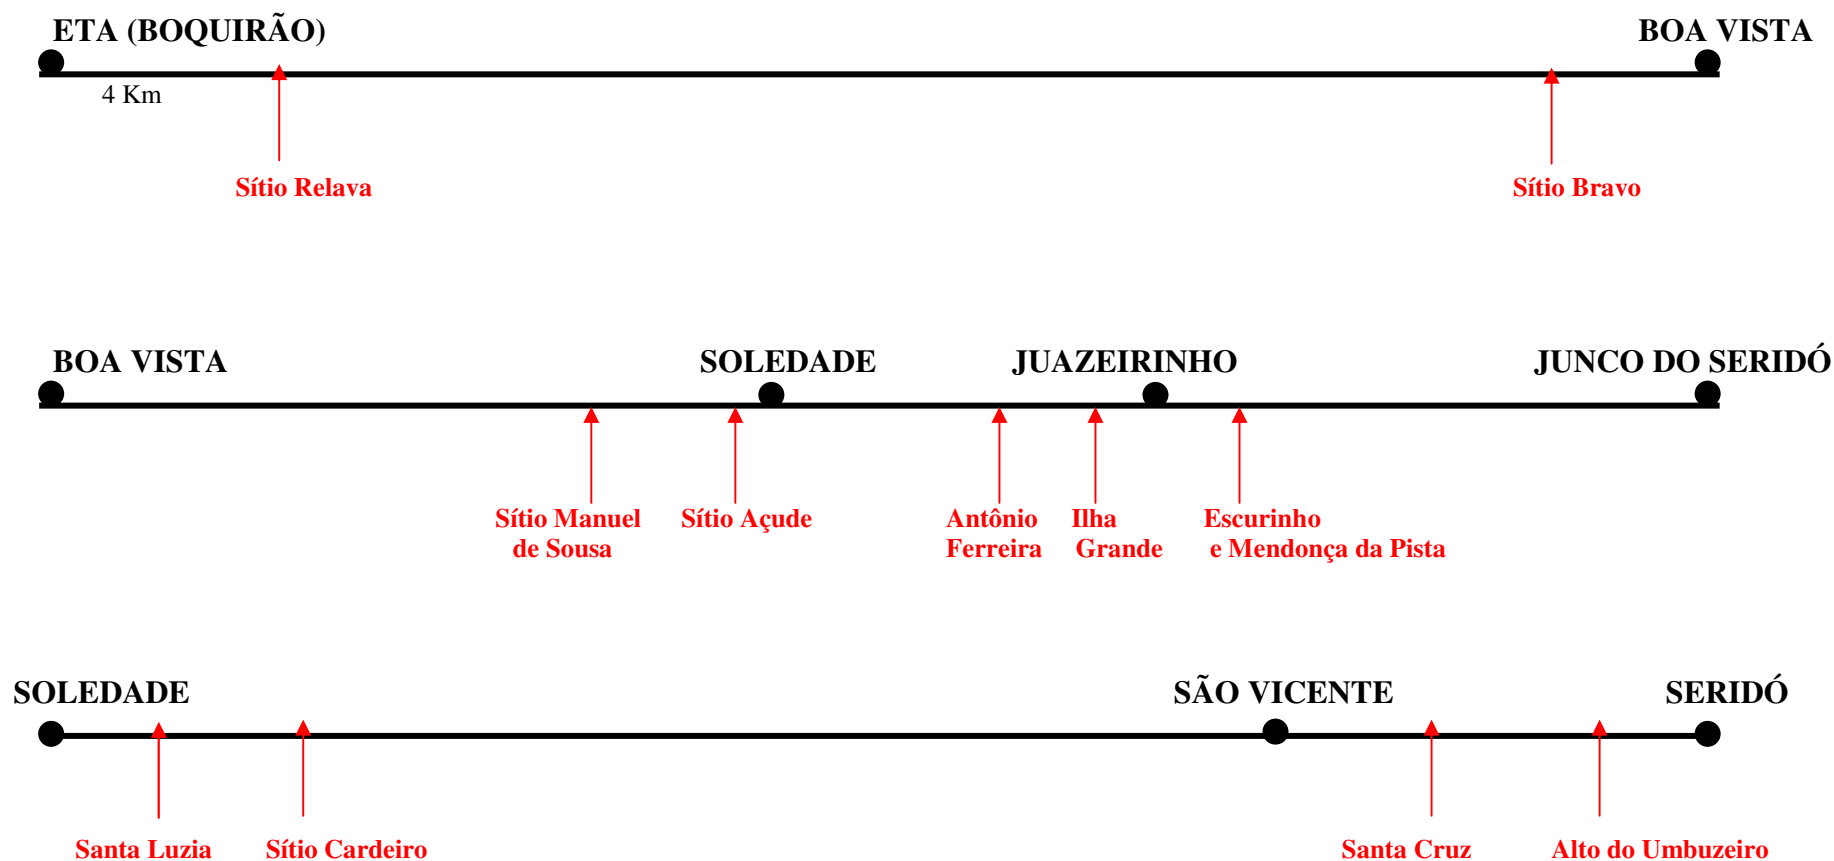 ETA (BOQUIRÃO)
BOA VISTA
4 Km
Sítio Relava
Sítio Bravo
BOA VISTA
SOLEDADE
JUAZEIRINHO
JUNCO DO SERIDÓ
Sítio Manuel
de Sousa
Sítio Açude
Antônio
Ferreira
Ilha
Grande
Escurinho
e Mendonça da Pista
SOLEDADE
SÃO VICENTE
SERIDÓ
Santa Luzia
Sítio Cardeiro
Santa Cruz
Alto do Umbuzeiro